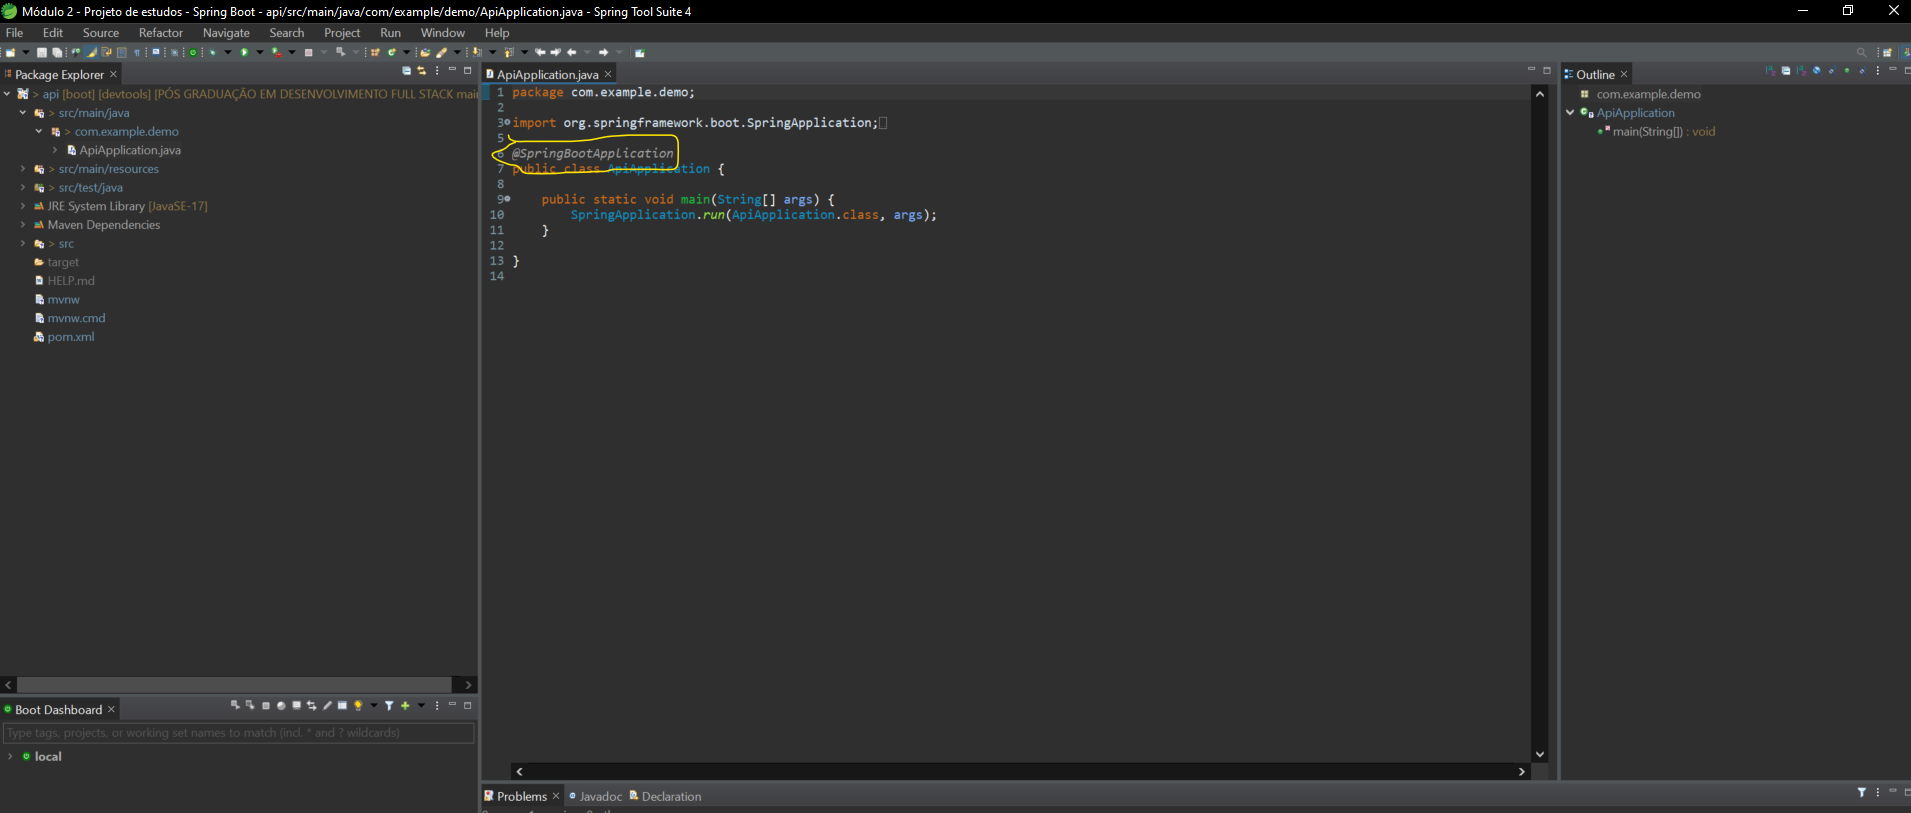 Módulo 2 - Projeto de estudos - Spring Boot - api/src/main/java/com/example/demo/ApiApplication.java - Spring Tool Suite 4
File Edit Source Refactor Navigate Search Project Run Window Help
Package Explorer
> api [boot] [devtools] [PÓS GRADUAÇÃO EM DESENVOLVIMENTO FULL STACK mai
> src/main/java
> com.example.demo
> ApiApplication.java
> src/main/resources
> src/test/java
> JRE System Library [JavaSE-17]
> Maven Dependencies
> src
target
HELP.md
mvnw
mvnw.cmd
pom.xml
Boot Dashboard
Type tags, projects, or working set names to match (incl. * and ? wildcards)
> local
ApiApplication.java
1 package com.example.demo;
2
3 import org.springframework.boot.SpringApplication;
5
6 @SpringBootApplication
7 public class ApiApplication {
8
9 public static void main(String[] args) {
10 SpringApplication.run(ApiApplication.class, args);
11 }
12
13 }
14
Problems Javadoc Declaration
Outline
com.example.demo
ApiApplication
main(String[]) : void